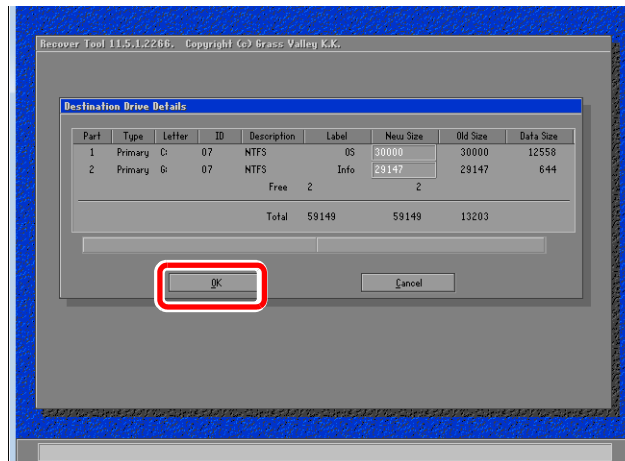 Recover Tool 11.5.1.2266. Copyright (c) Grass Valley K.K.
Destination Drive Details
Part Type Letter ID Description Label New Size Old Size Data Size
1 Primary C: 07 NTFS OS 30000 30000 12558
2 Primary G: 07 NTFS Info 29147 29147 644
Free 2 2
Total 59149 59149 13203
OK Cancel